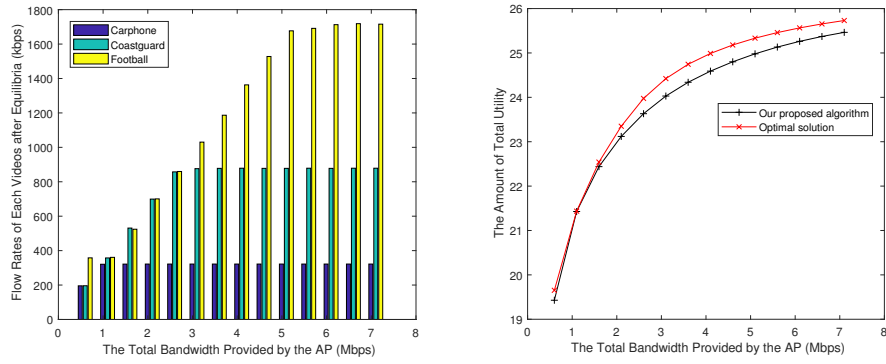 Flow Rates of Each Videos after Equilibria (kbps)
1800
1600
1400
1200
1000
800
600
400
200
0
Carphone
Coastguard
Football
0 1 2 3 4 5 6 7 8
The Total Bandwidth Provided by the AP (Mbps)
The Amount of Total Utility
26
25
24
23
22
21
20
19
Our proposed algorithm
Optimal solution
0 1 2 3 4 5 6 7 8
The Total Bandwidth Provided by the AP (Mbps)